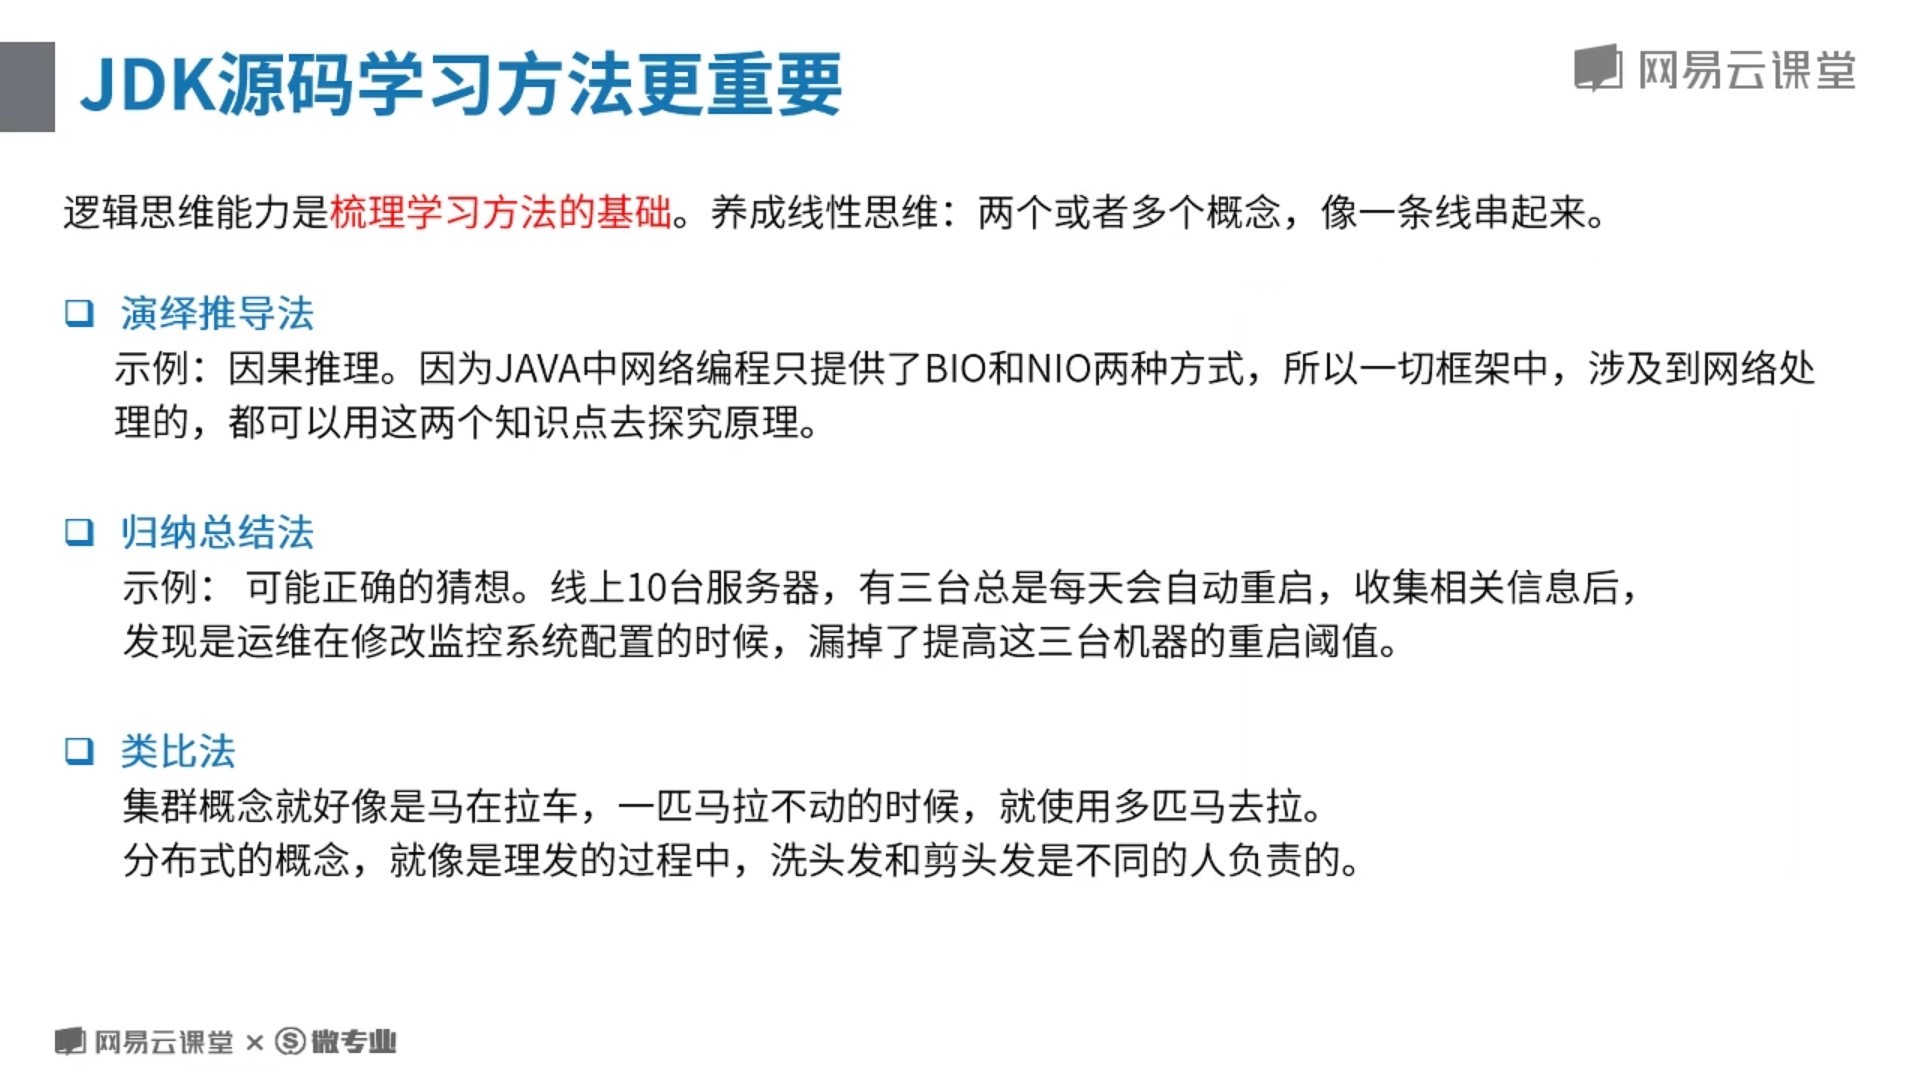 JDK源码学习方法更重要
网易云课堂
逻辑思维能力是梳理学习方法的基础。养成线性思维：两个或者多个概念，像一条线串起来。
演绎推导法
示例：因果推理。因为JAVA中网络编程只提供了BIO和NIO两种方式，所以一切框架中，涉及到网络处
理的，都可以用这两个知识点去探究原理。
归纳总结法
示例： 可能正确的猜想。线上10台服务器，有三台总是每天会自动重启，收集相关信息后，
发现是运维在修改监控系统配置的时候，漏掉了提高这三台机器的重启阈值。
类比法
集群概念就好像是马在拉车，一匹马拉不动的时候，就使用多匹马去拉。
分布式的概念，就像是理发的过程中，洗头发和剪头发是不同的人负责的。
网易云课堂 × Ⓢ微专业